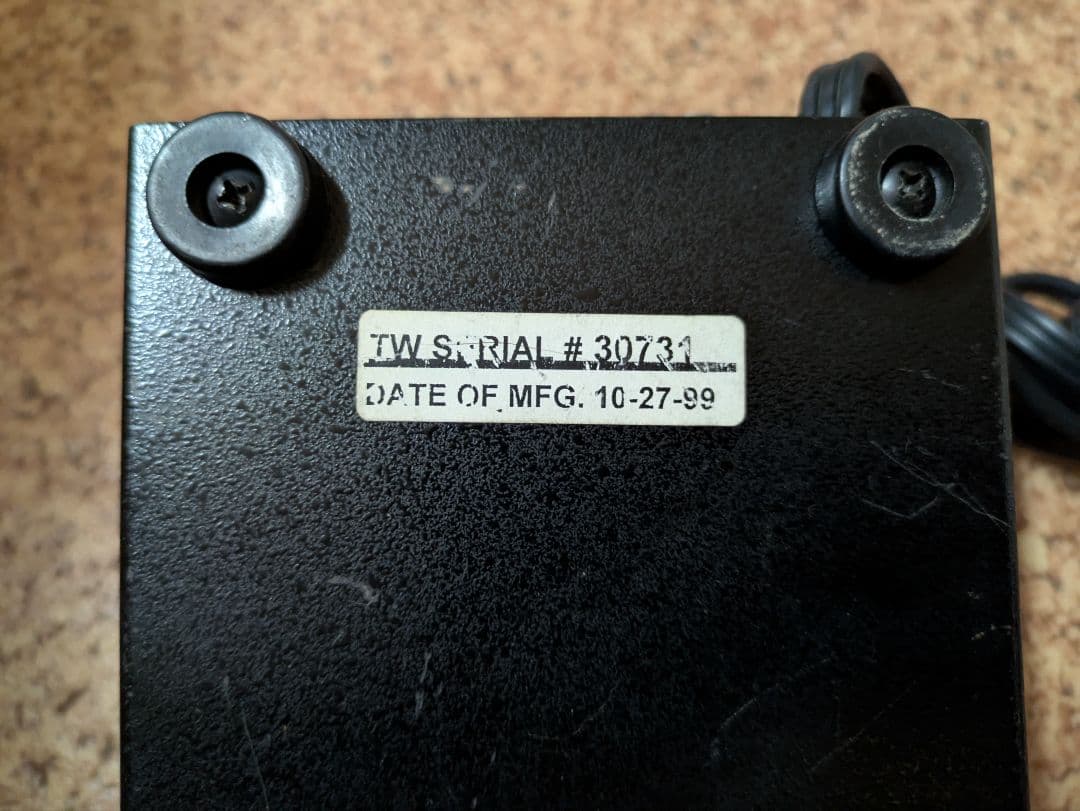 TW SERIAL # 30731
DATE OF MFG. 10-27-99